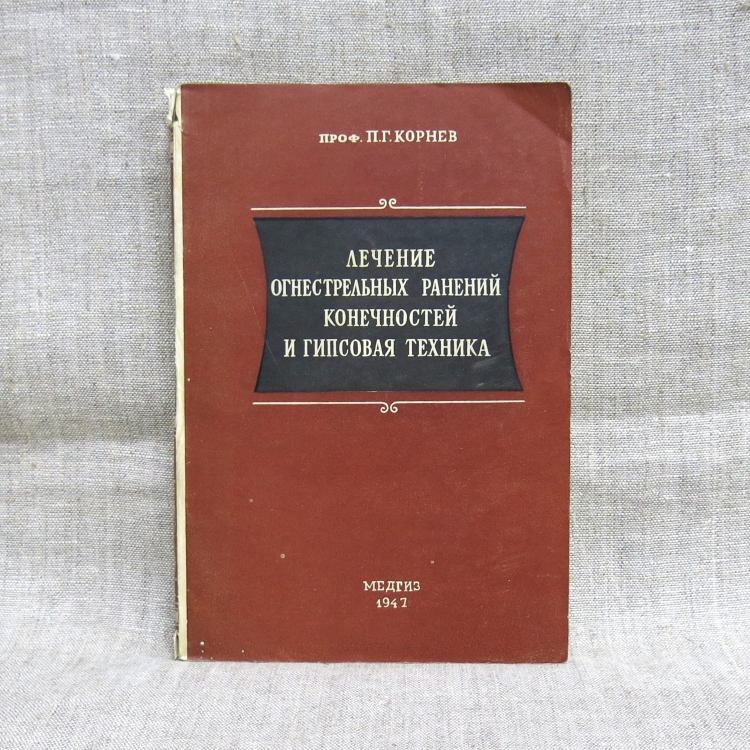 ПРОФ. П.Г. КОРНЕВ
ЛЕЧЕНИЕ
ОГНЕСТРЕЛЬНЫХ РАНЕНИЙ
КОНЕЧНОСТЕЙ
И ГИПСОВАЯ ТЕХНИКА
МЕДГИЗ
1947